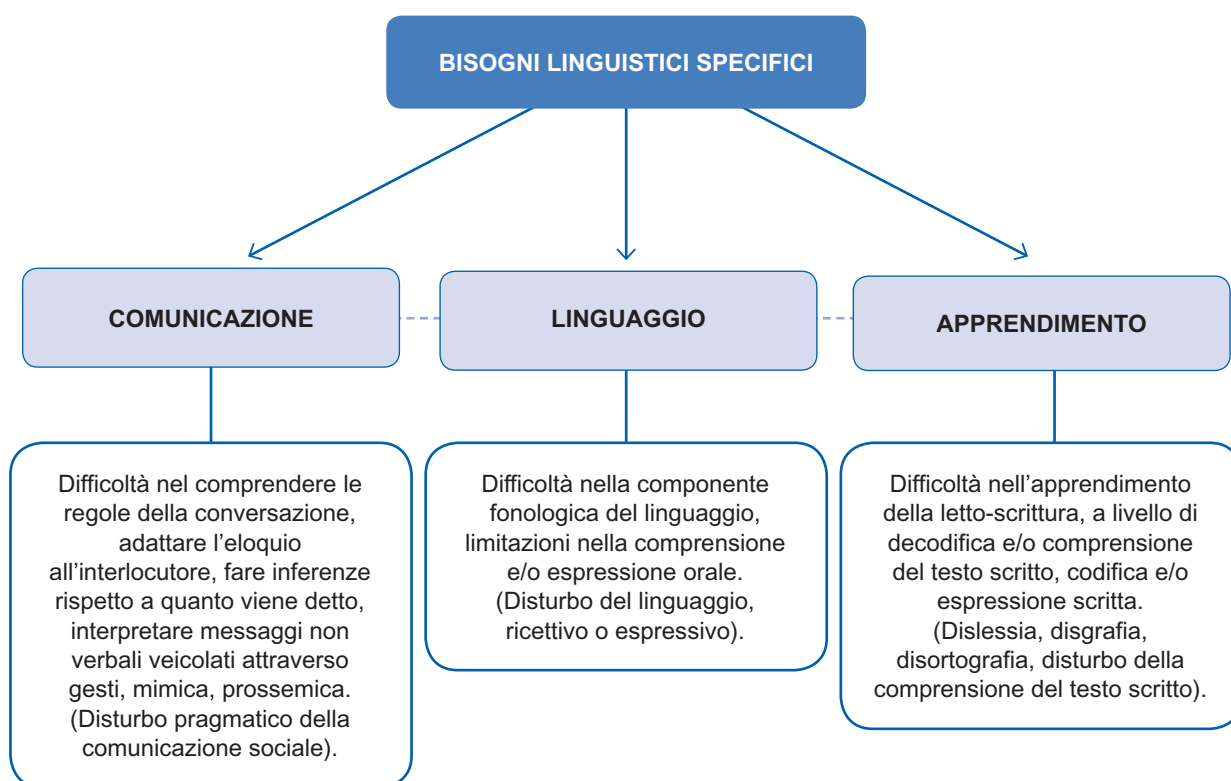 BISOGNI LINGUISTICI SPECIFICI
COMUNICAZIONE
LINGUAGGIO
APPRENDIMENTO
Difficoltà nel comprendere le
regole della conversazione,
adattare l’eloquio
all’interlocutore, fare inferenze
rispetto a quanto viene detto,
interpretare messaggi non
verbali veicolati attraverso
gesti, mimica, prossemica.
(Disturbo pragmatico della
comunicazione sociale).
Difficoltà nella componente
fonologica del linguaggio,
limitazioni nella comprensione
e/o espressione orale.
(Disturbo del linguaggio,
ricettivo o espressivo).
Difficoltà nell’apprendimento
della letto-scrittura, a livello di
decodifica e/o comprensione
del testo scritto, codifica e/o
espressione scritta.
(Dislessia, disgrafia,
disortografia, disturbo della
comprensione del testo scritto).